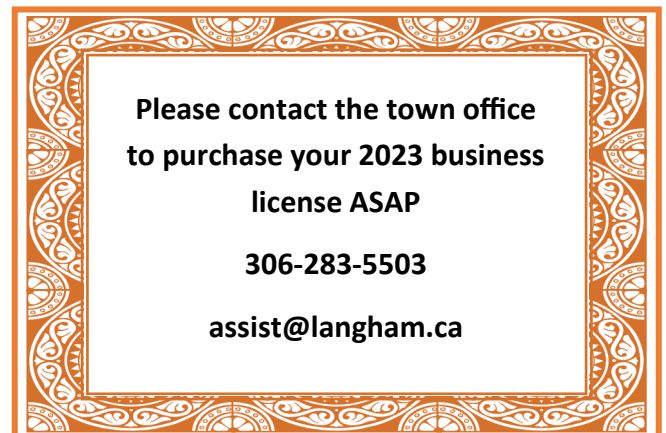 Please contact the town office
to purchase your 2023 business
license ASAP
306-283-5503
assist@langham.ca